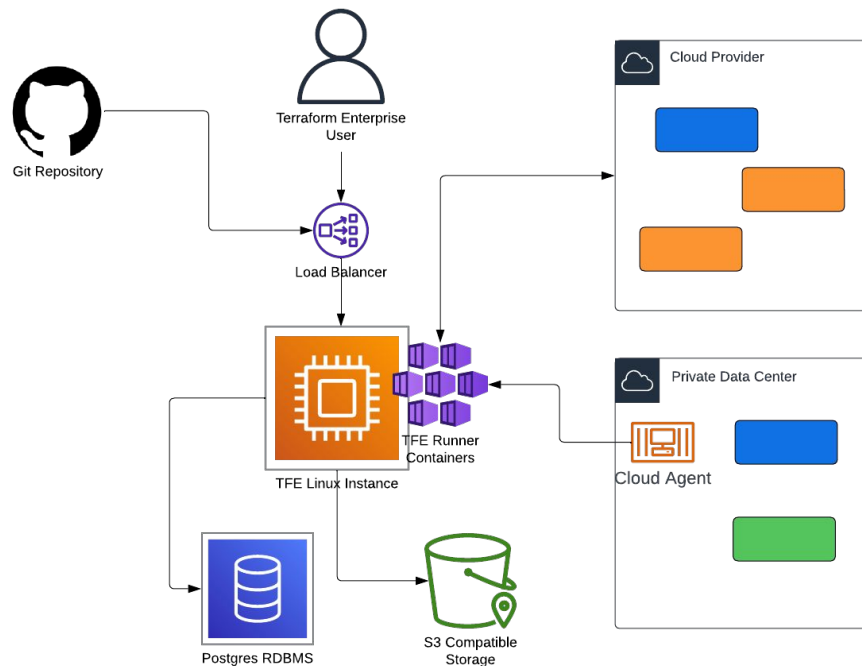 Cloud Provider
Terraform Enterprise
User
Git Repository
Load Balancer
Private Data Center
TFE Runner
Containers
Cloud Agent
TFE Linux Instance
S3 Compatible
Storage
Postgres RDBMS